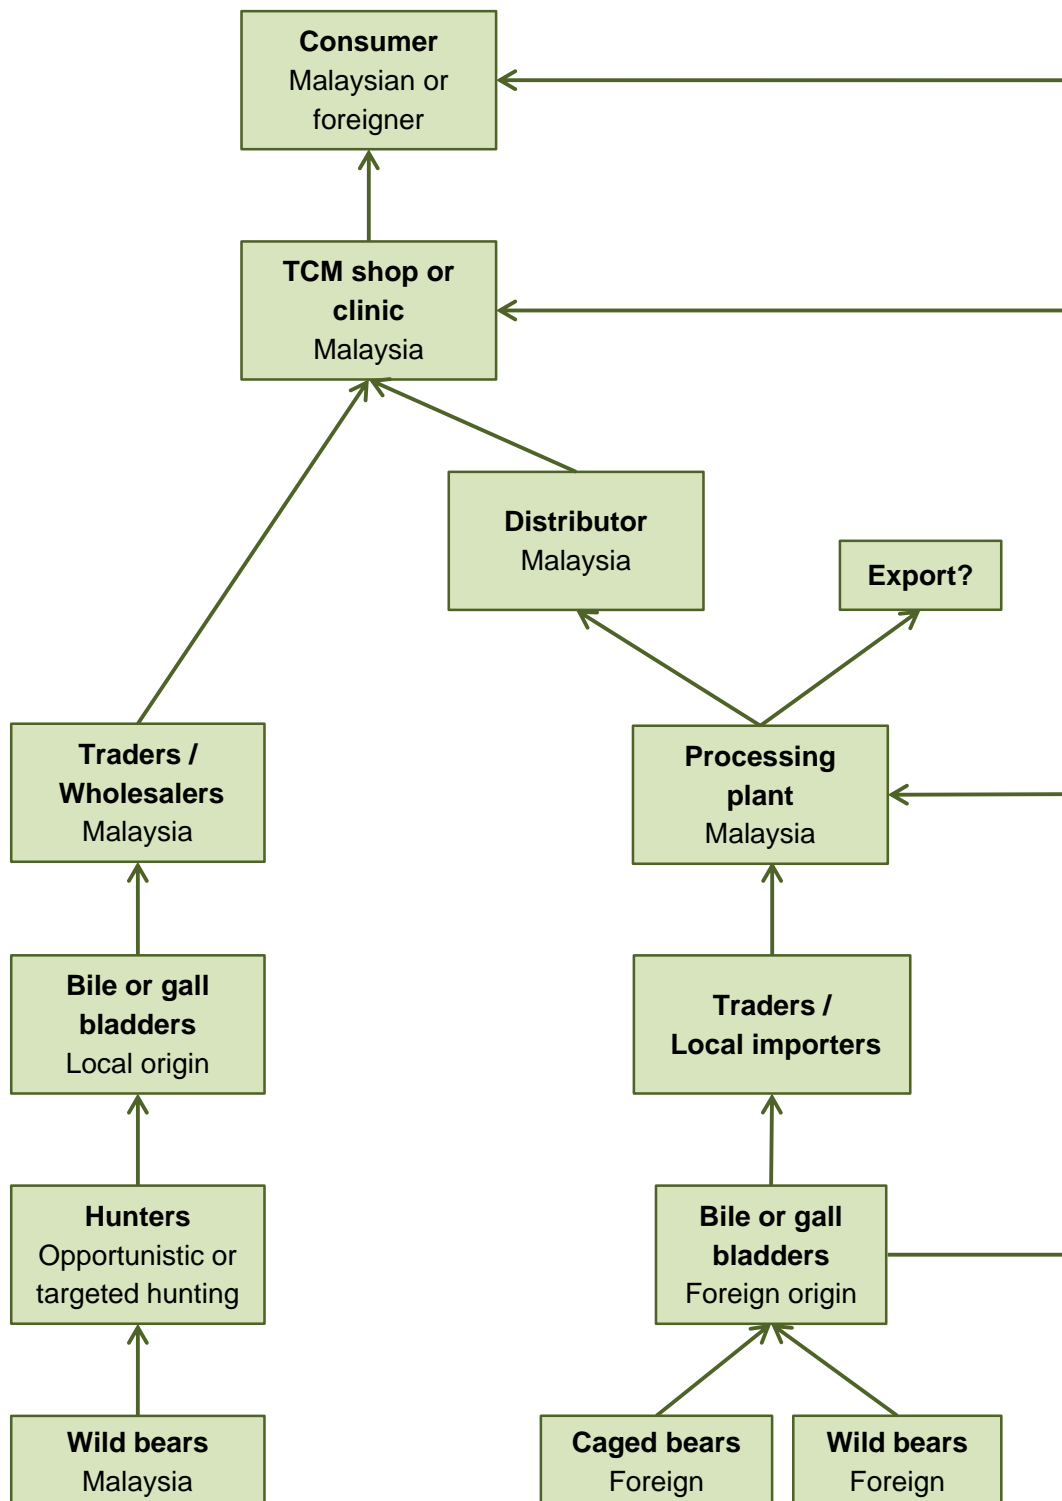 Consumer
Malaysian or
foreigner
TCM shop or
clinic
Malaysia
Distributor
Malaysia
Export?
Traders /
Wholesalers
Malaysia
Processing
plant
Malaysia
Bile or gall
bladders
Local origin
Traders /
Local importers
Hunters
Opportunistic or
targeted hunting
Bile or gall
bladders
Foreign origin
Wild bears
Malaysia
Caged bears
Foreign
Wild bears
Foreign